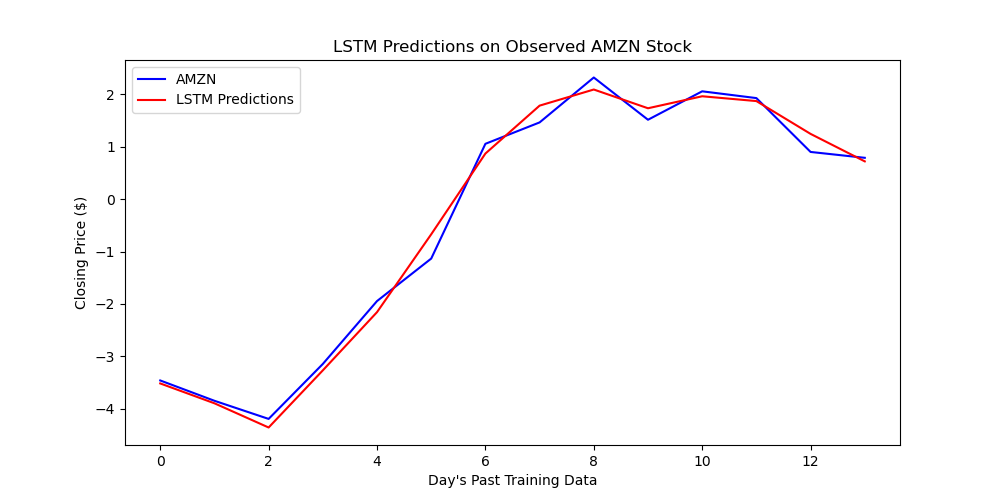 LSTM Predictions on Observed AMZN Stock
AMZN
LSTM Predictions
Closing Price ($)
2
1
0
−1
−2
−3
−4
0 2 4 6 8 10 12
Day's Past Training Data